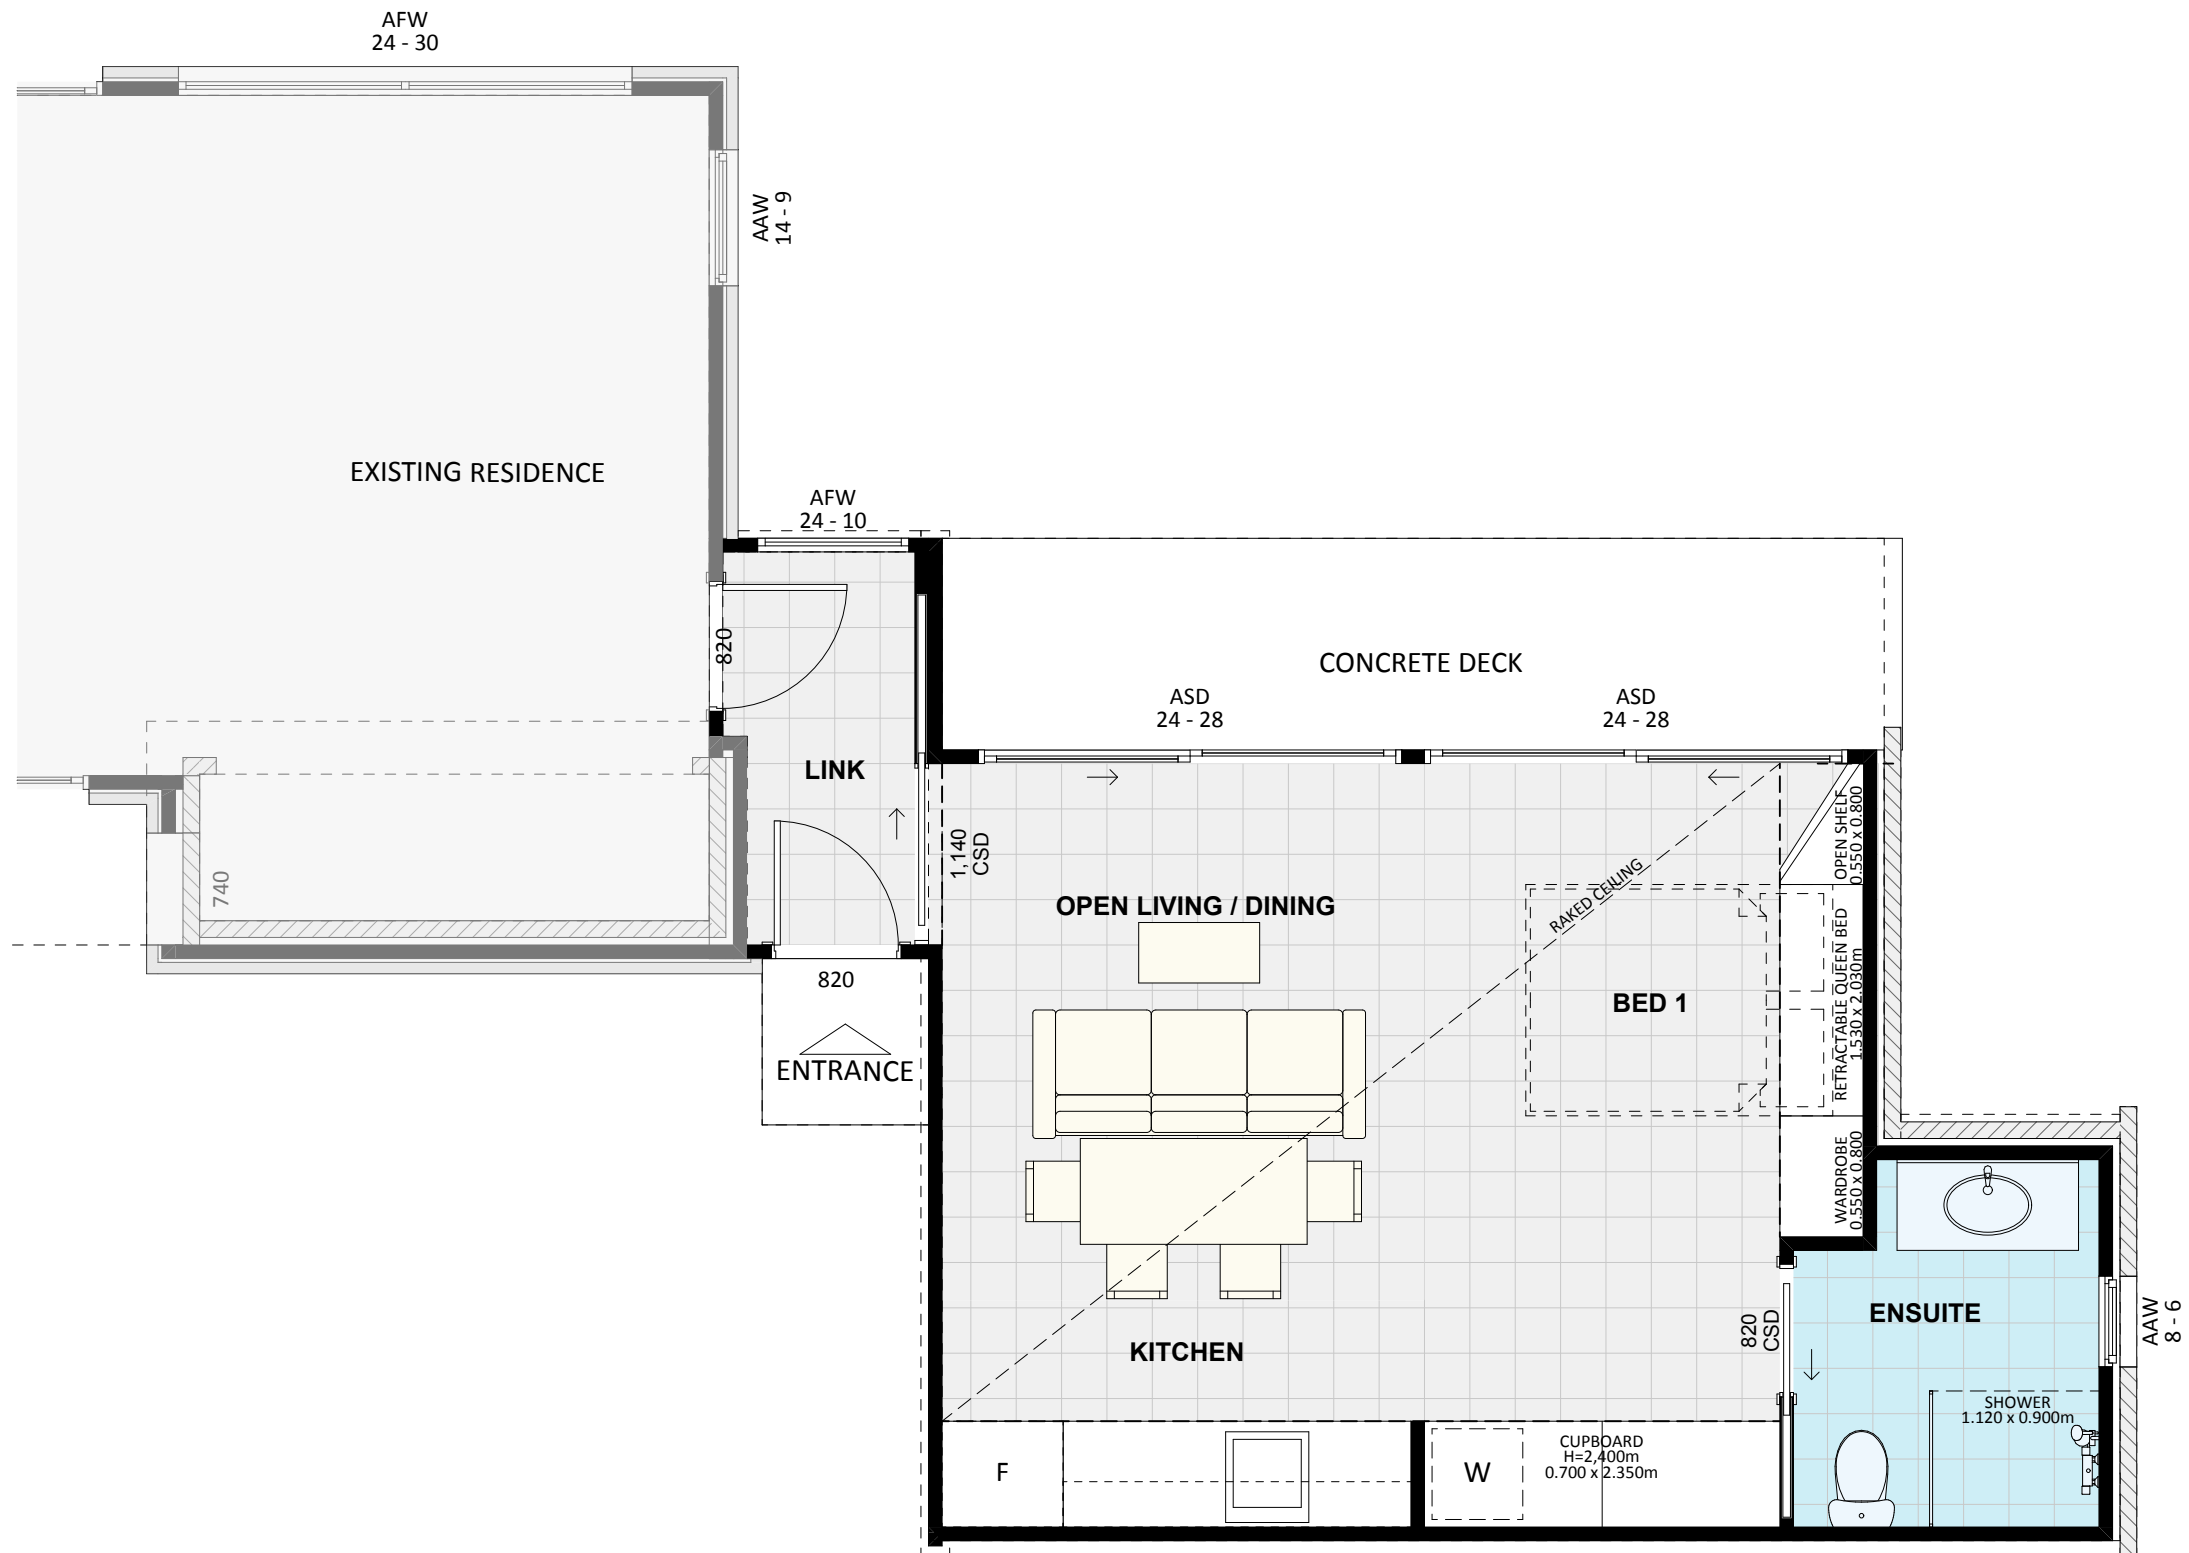 AFW
24 - 30
AAW
14 - 9
EXISTING RESIDENCE
AFW
24 - 10
820
CONCRETE DECK
ASD
24 - 28
ASD
24 - 28
LINK
1,140
CSD
740
OPEN LIVING / DINING
RAKED CEILING
OPEN SHELF
0.550 x 0.800
820
ENTRANCE
BED 1
RETRACTABLE QUEEN BED
1.530 x 2.030m
WARDROBE
0.550 x 0.800
KITCHEN
820
CSD
ENSUITE
AAW
8 - 6
SHOWER
1.120 x 0.900m
F
W
CUPBOARD
H=2,400m
0.700 x 2.350m